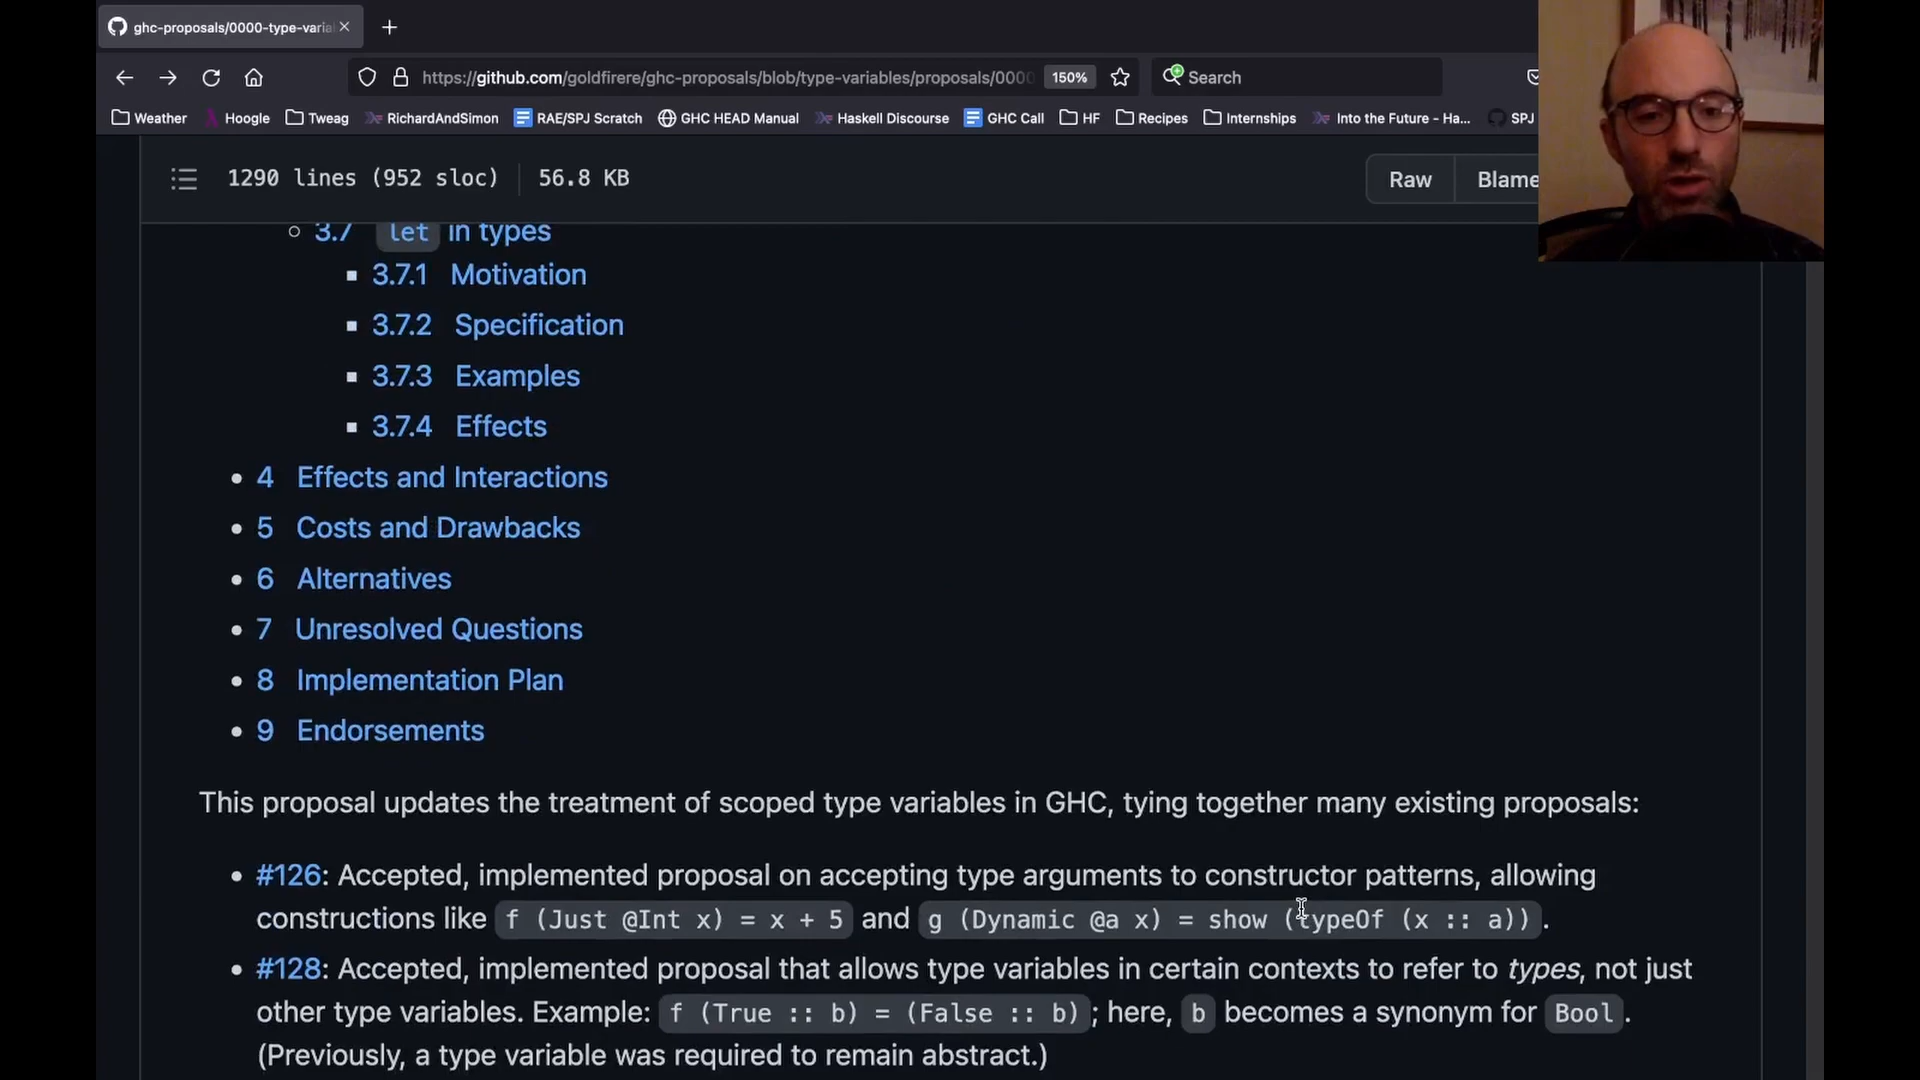 ghc-proposals/0000-type-varia
https://github.com/goldfirere/ghc-proposals/blob/type-variables/proposals/0000
150%
Search
Weather
Hoogle
Tweag
RichardAndSimon
RAE/SPJ Scratch
GHC HEAD Manual
Haskell Discourse
GHC Call
HF
Recipes
Internships
Into the Future - Ha...
SPJ
1290 lines (952 sloc)
56.8 KB
Raw
Blame
3.7 let in types
3.7.1 Motivation
3.7.2 Specification
3.7.3 Examples
3.7.4 Effects
4 Effects and Interactions
5 Costs and Drawbacks
6 Alternatives
7 Unresolved Questions
8 Implementation Plan
9 Endorsements
This proposal updates the treatment of scoped type variables in GHC, tying together many existing proposals:
#126: Accepted, implemented proposal on accepting type arguments to constructor patterns, allowing
constructions like f (Just @Int x) = x + 5 and g (Dynamic @a x) = show (typeOf (x :: a)).
#128: Accepted, implemented proposal that allows type variables in certain contexts to refer to types, not just
other type variables. Example: f (True :: b) = (False :: b); here, b becomes a synonym for Bool.
(Previously, a type variable was required to remain abstract.)